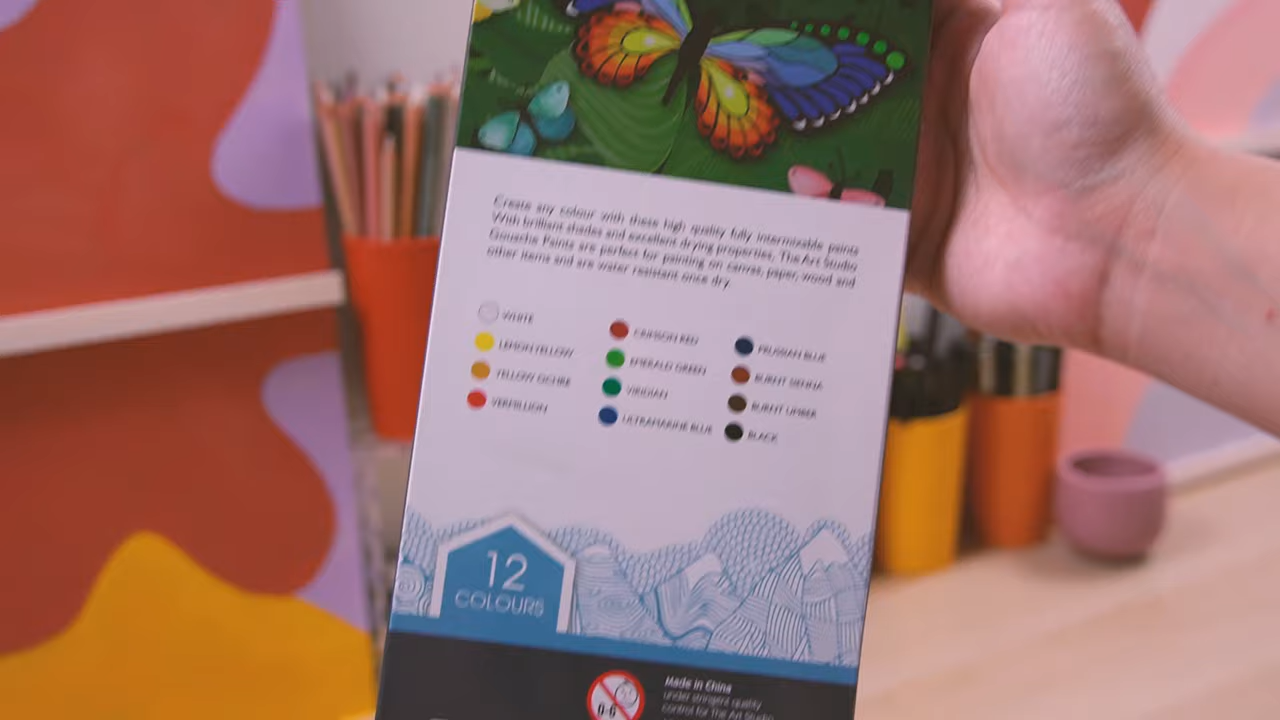 Create any colour with these high quality fully intermixable paints
With brilliant shades and excellent drying properties, The Art Studio
Gouache Paints are perfect for painting on canvas, paper, wood and
other items and are water resistant once dry.
WHITE
LEMON YELLOW
YELLOW OCHRE
VERMILLION
CRIMSON RED
EMERALD GREEN
VIRIDIAN
ULTRAMARINE BLUE
PRUSSIAN BLUE
BURNT SIENNA
BURNT UMBER
BLACK
12
COLOURS
0-6
Made in China
under stringent quality
control for The Art Studio